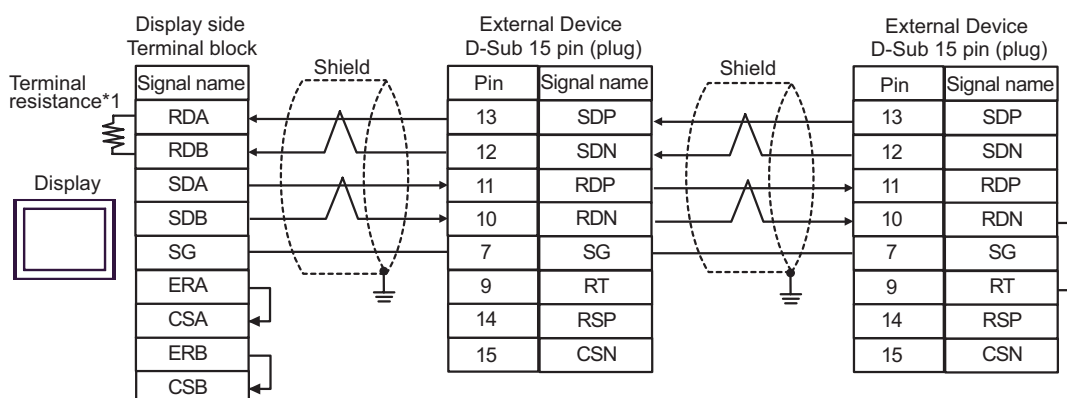 Display side
Terminal block
External Device
D-Sub 15 pin (plug)
External Device
D-Sub 15 pin (plug)
Terminal
resistance*1
Display
Shield
Shield
Signal name
RDA
RDB
SDA
SDB
SG
ERA
CSA
ERB
CSB
Pin Signal name
13 SDP
12 SDN
11 RDP
10 RDN
7 SG
9 RT
14 RSP
15 CSN
Pin Signal name
13 SDP
12 SDN
11 RDP
10 RDN
7 SG
9 RT
14 RSP
15 CSN